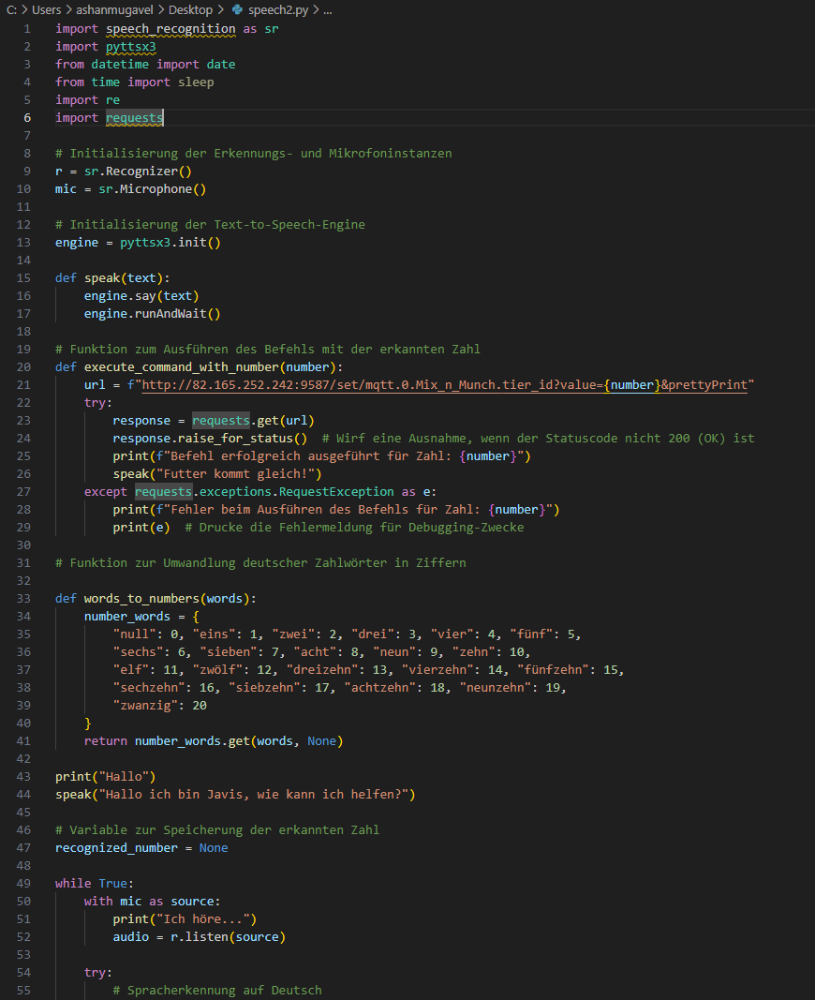 C: > Users > ashanmugavel > Desktop > speech2.py > ...
1 import speech_recognition as sr
2 import pyttsx3
3 from datetime import date
4 from time import sleep
5 import re
6 import requests
7
8 # Initialisierung der Erkennungs- und Mikrofoninstanzen
9 r = sr.Recognizer()
10 mic = sr.Microphone()
11
12 # Initialisierung der Text-to-Speech-Engine
13 engine = pyttsx3.init()
14
15 def speak(text):
16     engine.say(text)
17     engine.runAndWait()
18
19 # Funktion zum Ausführen des Befehls mit der erkannten Zahl
20 def execute_command_with_number(number):
21     url = f"http://82.165.252.242:9587/set/mqtt.0.Mix_n_Munch.tier_id?value={number}&prettyPrint"
22     try:
23         response = requests.get(url)
24         response.raise_for_status()  # Wirf eine Ausnahme, wenn der Statuscode nicht 200 (OK) ist
25         print(f"Befehl erfolgreich ausgeführt für Zahl: {number}")
26         speak("Futter kommt gleich!")
27     except requests.exceptions.RequestException as e:
28         print(f"Fehler beim Ausführen des Befehls für Zahl: {number}")
29         print(e)  # Drucke die Fehlermeldung für Debugging-Zwecke
30
31 # Funktion zur Umwandlung deutscher Zahlwörter in Ziffern
32
33 def words_to_numbers(words):
34     number_words = {
35         "null": 0, "eins": 1, "zwei": 2, "drei": 3, "vier": 4, "fünf": 5,
36         "sechs": 6, "sieben": 7, "acht": 8, "neun": 9, "zehn": 10,
37         "elf": 11, "zwölf": 12, "dreizehn": 13, "vierzehn": 14, "fünfzehn": 15,
38         "sechzehn": 16, "siebzehn": 17, "achtzehn": 18, "neunzehn": 19,
39         "zwanzig": 20
40     }
41     return number_words.get(words, None)
42
43 print("Hallo")
44 speak("Hallo ich bin Javis, wie kann ich helfen?")
45
46 # Variable zur Speicherung der erkannten Zahl
47 recognized_number = None
48
49 while True:
50     with mic as source:
51         print("Ich höre...")
52         audio = r.listen(source)
53
54     try:
55         # Spracherkennung auf Deutsch